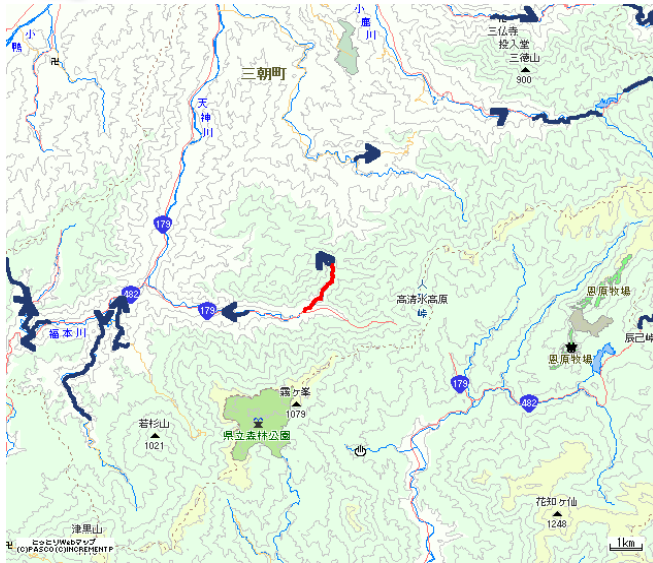 小鴨
小鹿川
三仏寺
投入堂
三徳山
900
三朝町
天神川
179
482
179
福本川
高清水高原
人形峠
恩原牧場
辰己峠
恩原牧場
179
482
霧ヶ峯
1079
県立森林公園
若杉山
1021
花知ヶ仙
1248
津黒山
とっとりWebマップ
(C)PASCO(C)INCREMENT P
1km